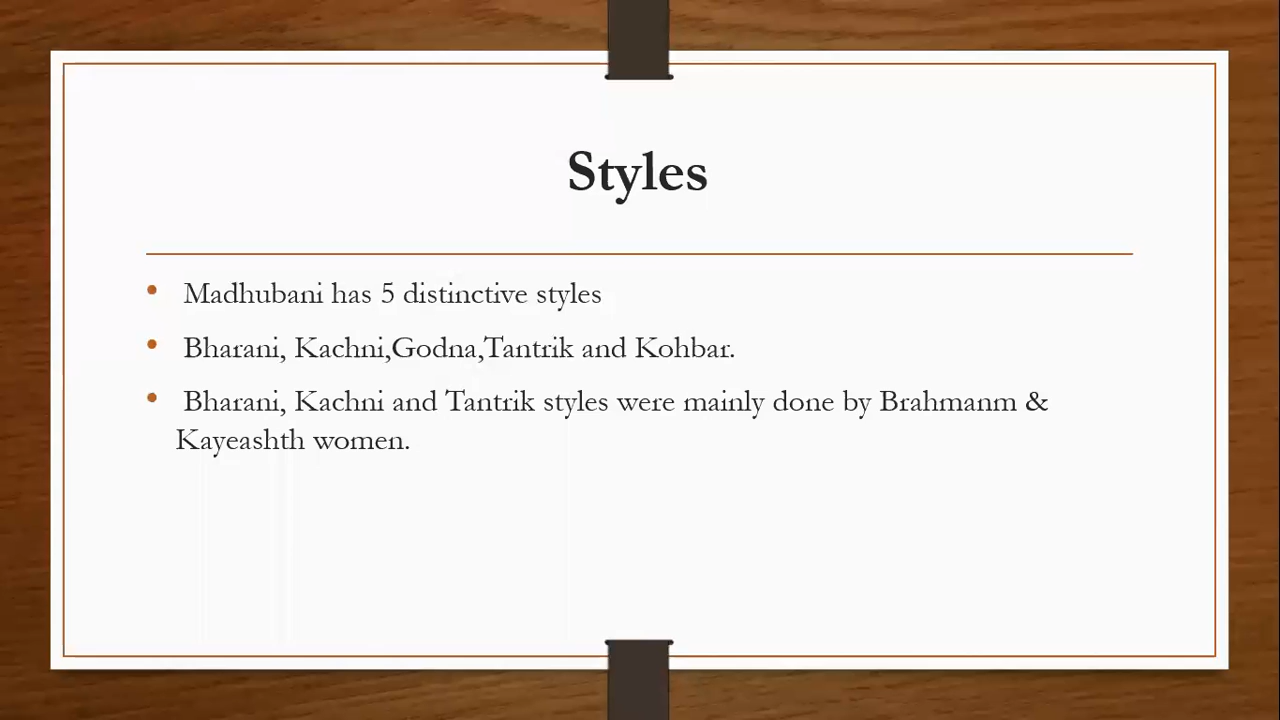 Styles
• Madhubani has 5 distinctive styles
• Bharani, Kachni,Godna,Tantrik and Kohbar.
• Bharani, Kachni and Tantrik styles were mainly done by Brahmanm &
Kayeashth women.